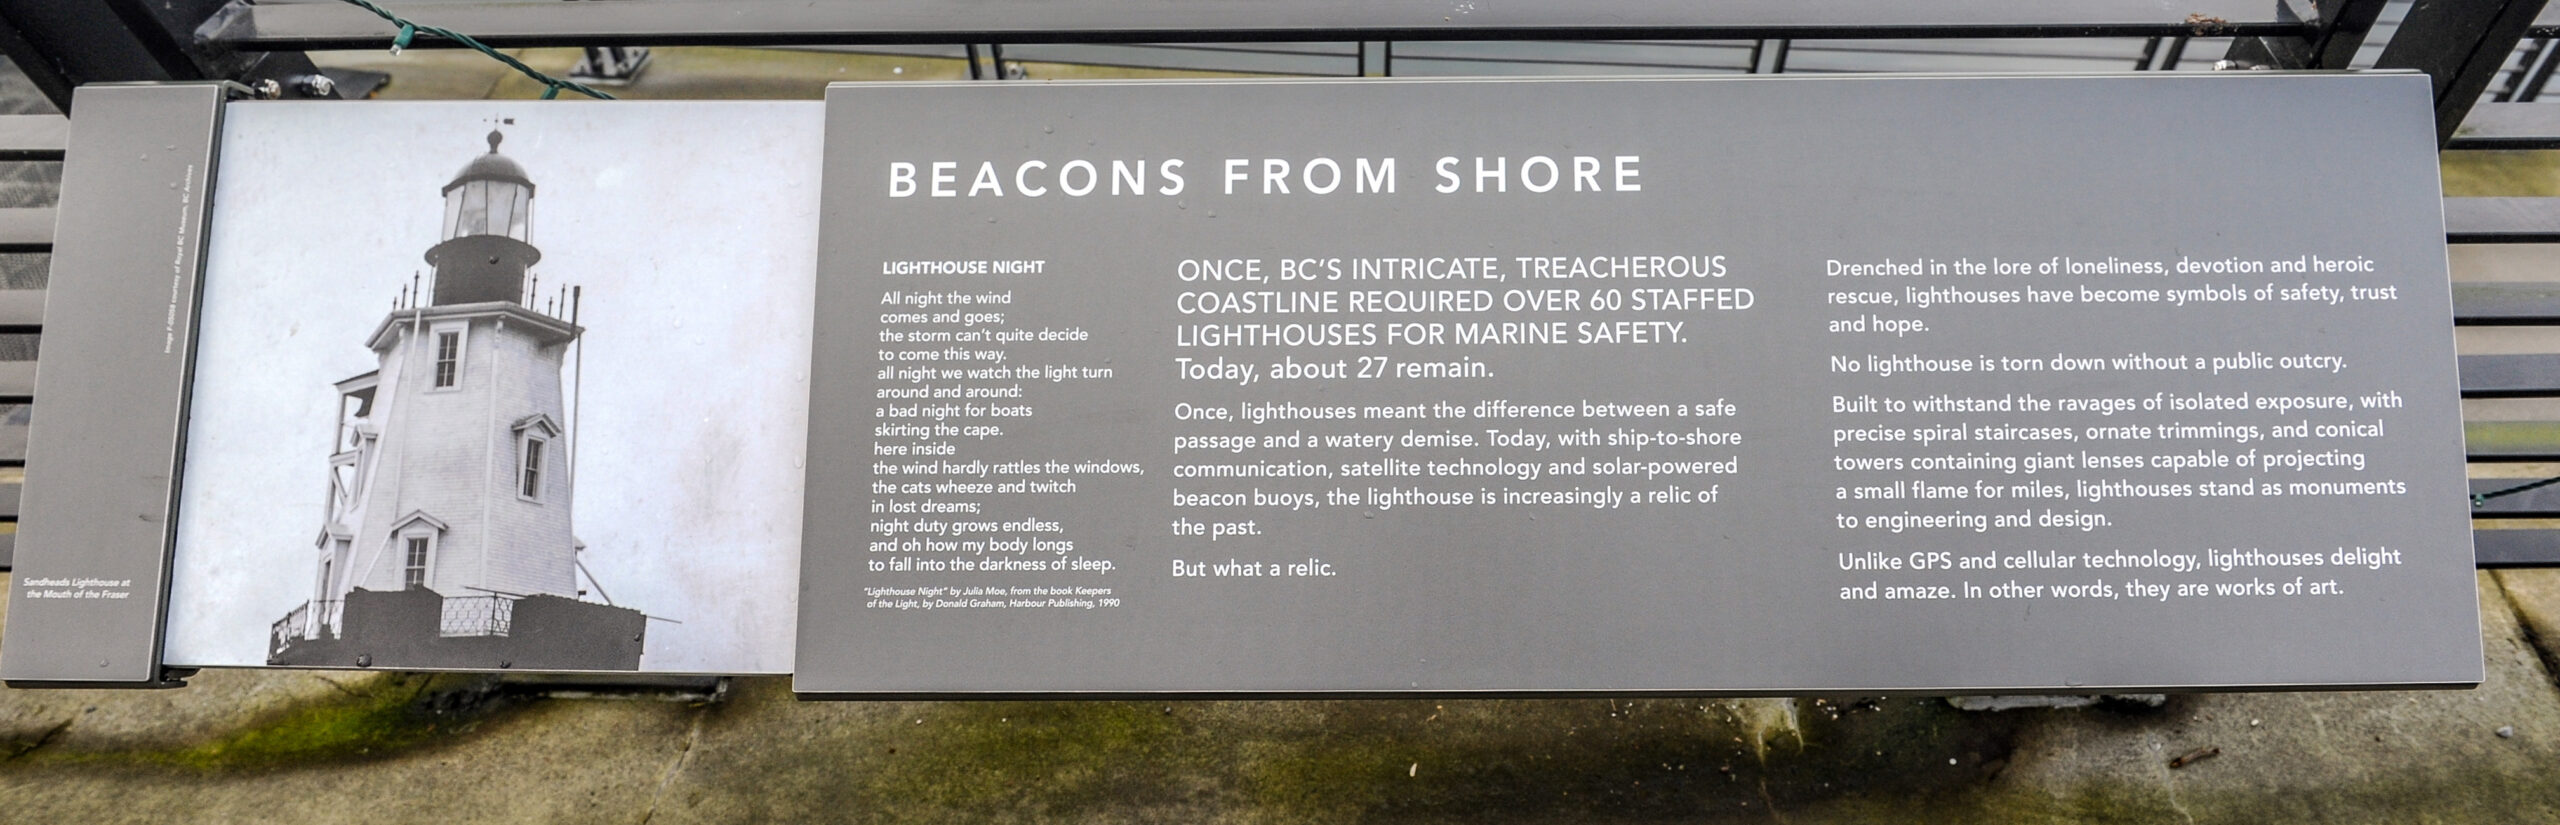 Image F-05058 courtesy of Royal BC Museum, BC Archives
Sandheads Lighthouse at
the Mouth of the Fraser
BEACONS FROM SHORE
LIGHTHOUSE NIGHT
All night the wind
comes and goes;
the storm can't quite decide
to come this way.
all night we watch the light turn
around and around:
a bad night for boats
skirting the cape.
here inside
the wind hardly rattles the windows,
the cats wheeze and twitch
in lost dreams;
night duty grows endless,
and oh how my body longs
to fall into the darkness of sleep.
"Lighthouse Night" by Julia Moe, from the book Keepers
of the Light, by Donald Graham, Harbour Publishing, 1990
ONCE, BC'S INTRICATE, TREACHEROUS
COASTLINE REQUIRED OVER 60 STAFFED
LIGHTHOUSES FOR MARINE SAFETY.
Today, about 27 remain.
Once, lighthouses meant the difference between a safe
passage and a watery demise. Today, with ship-to-shore
communication, satellite technology and solar-powered
beacon buoys, the lighthouse is increasingly a relic of
the past.
But what a relic.
Drenched in the lore of loneliness, devotion and heroic
rescue, lighthouses have become symbols of safety, trust
and hope.
No lighthouse is torn down without a public outcry.
Built to withstand the ravages of isolated exposure, with
precise spiral staircases, ornate trimmings, and conical
towers containing giant lenses capable of projecting
a small flame for miles, lighthouses stand as monuments
to engineering and design.
Unlike GPS and cellular technology, lighthouses delight
and amaze. In other words, they are works of art.